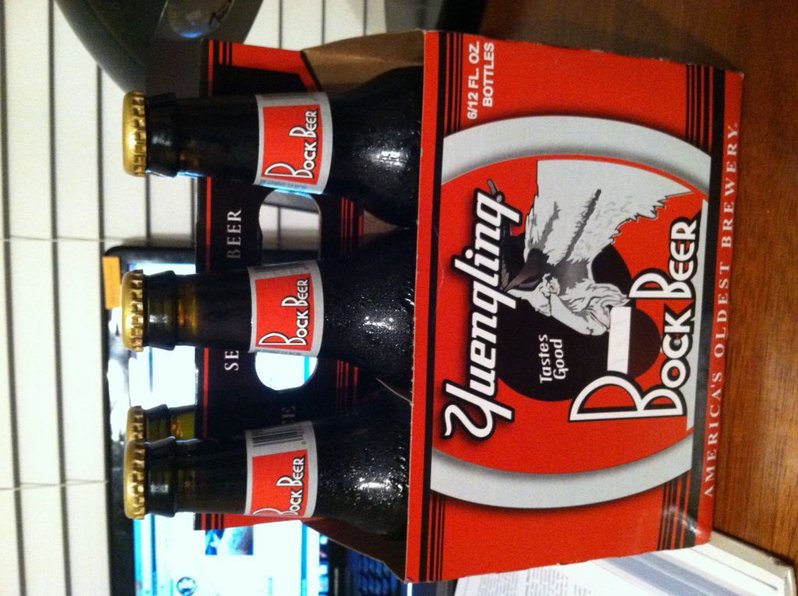 6/12 FL. OZ.
BOTTLES
Yuengling
Tastes
Good
BOCK BEER
AMERICA'S OLDEST BREWERY.
BOCK BEER
BOCK BEER
BOCK BEER
BEER